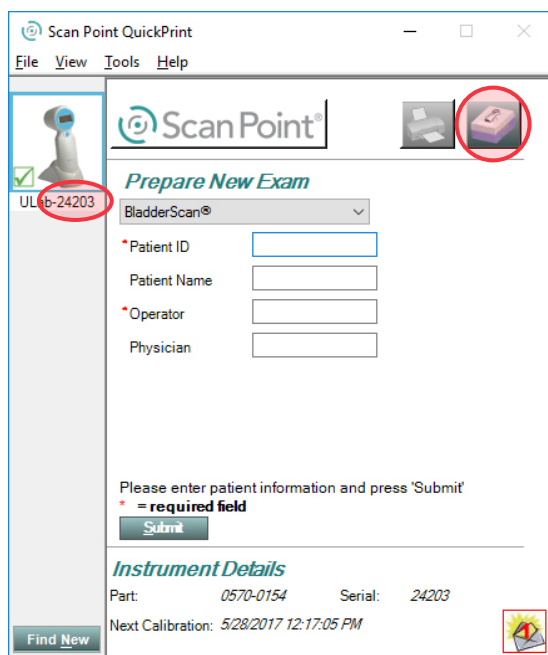 Scan Point QuickPrint
File View Tools Help
Scan Point®
ULab-24203
Prepare New Exam
BladderScan®
*Patient ID
Patient Name
*Operator
Physician
Please enter patient information and press 'Submit'
* = required field
Submit
Instrument Details
Part: 0570-0154 Serial: 24203
Next Calibration: 5/28/2017 12:17:05 PM
Find New